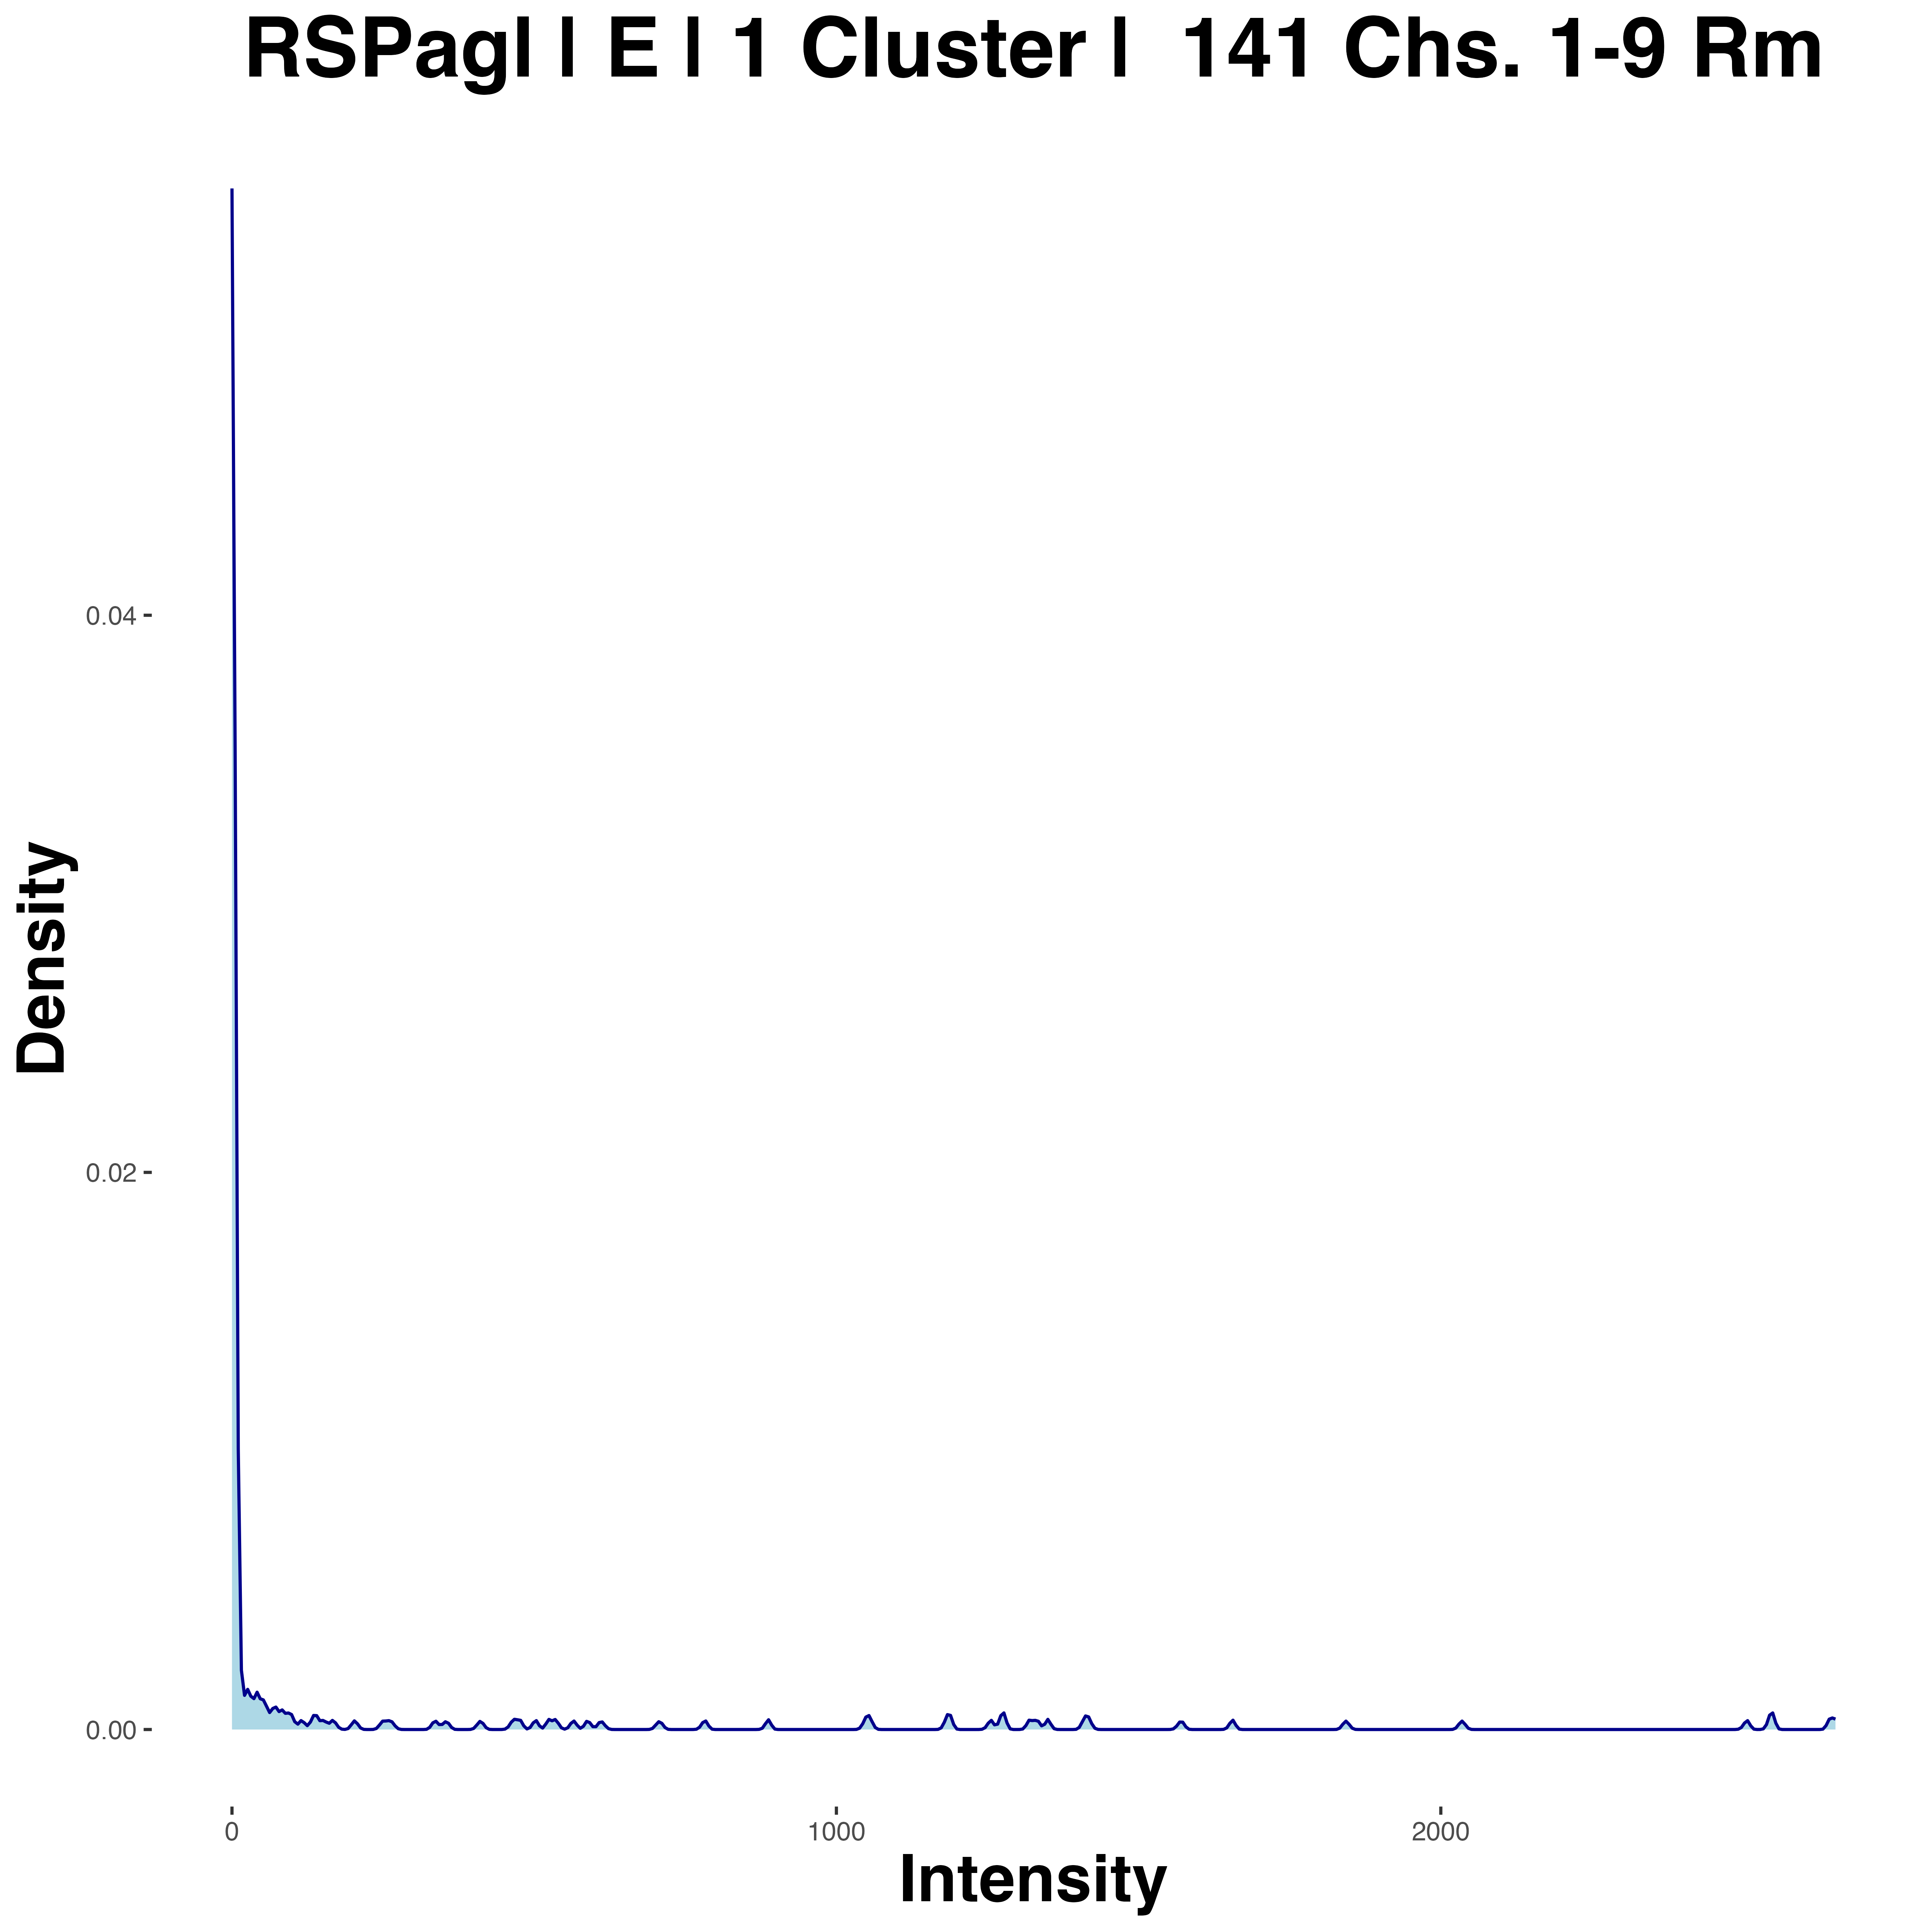 RSPagl | E | 1 Cluster |  141 Chs. 1-9 Rm
Density
0.04
0.02
0.00
0
1000
2000
Intensity